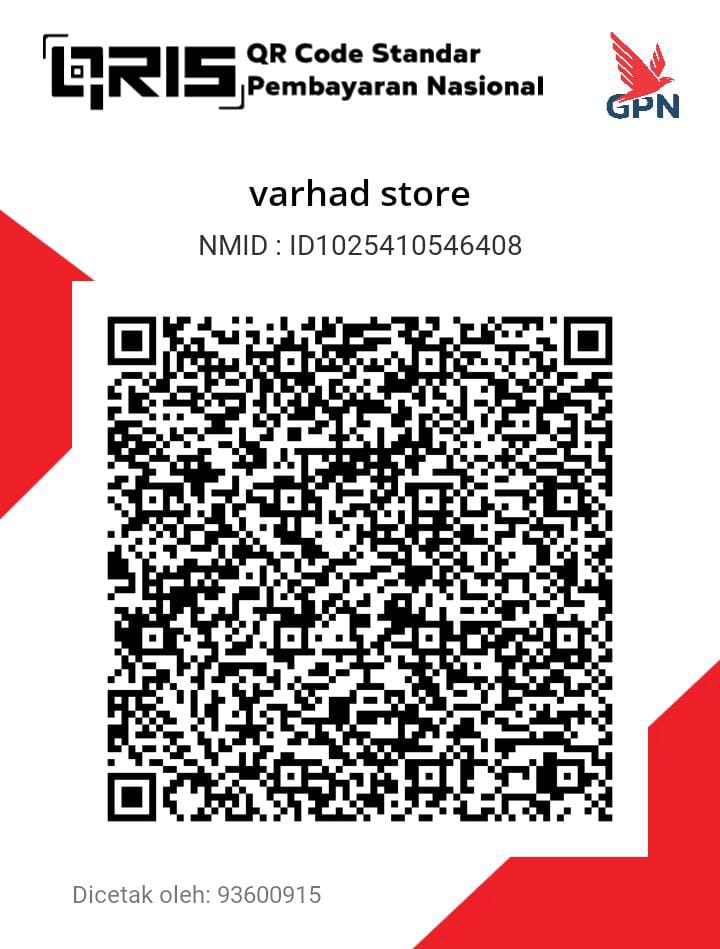 QRIS QR Code Standar
Pembayaran Nasional
GPN
varhad store
NMID : ID1025410546408
Dicetak oleh: 93600915